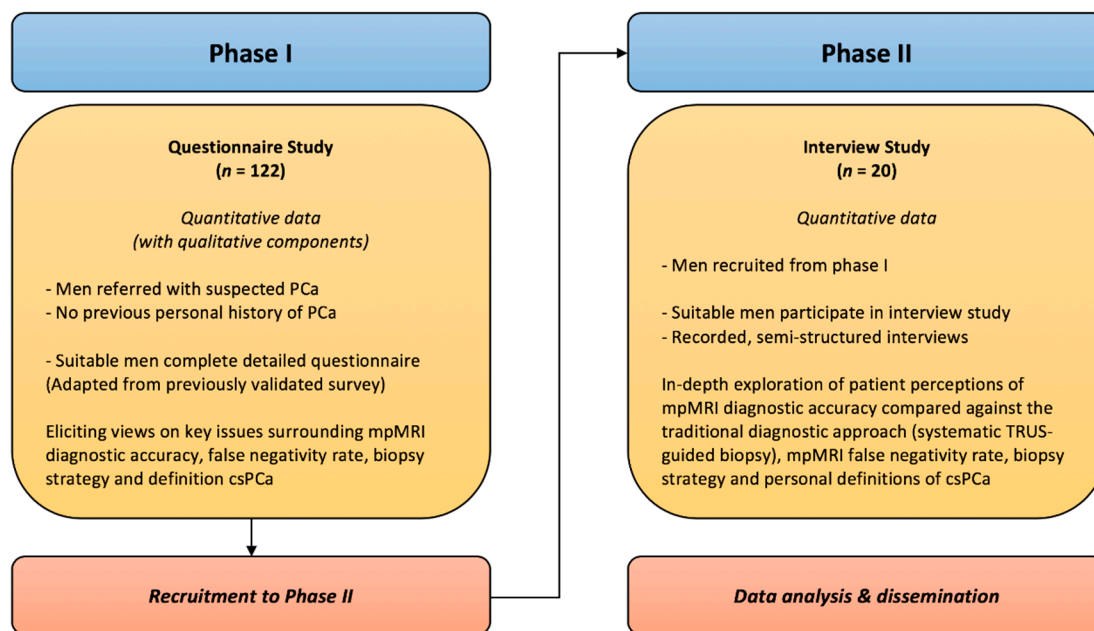 Phase I
Questionnaire Study
(n = 122)
Quantitative data
(with qualitative components)
- Men referred with suspected PCa
- No previous personal history of PCa
- Suitable men complete detailed questionnaire
(Adapted from previously validated survey)
Eliciting views on key issues surrounding mpMRI
diagnostic accuracy, false negativity rate, biopsy
strategy and definition csPCa
Recruitment to Phase II
Phase II
Interview Study
(n = 20)
Quantitative data
- Men recruited from phase I
- Suitable men participate in interview study
- Recorded, semi-structured interviews
In-depth exploration of patient perceptions of
mpMRI diagnostic accuracy compared against the
traditional diagnostic approach (systematic TRUS-
guided biopsy), mpMRI false negativity rate, biopsy
strategy and personal definitions of csPCa
Data analysis & dissemination